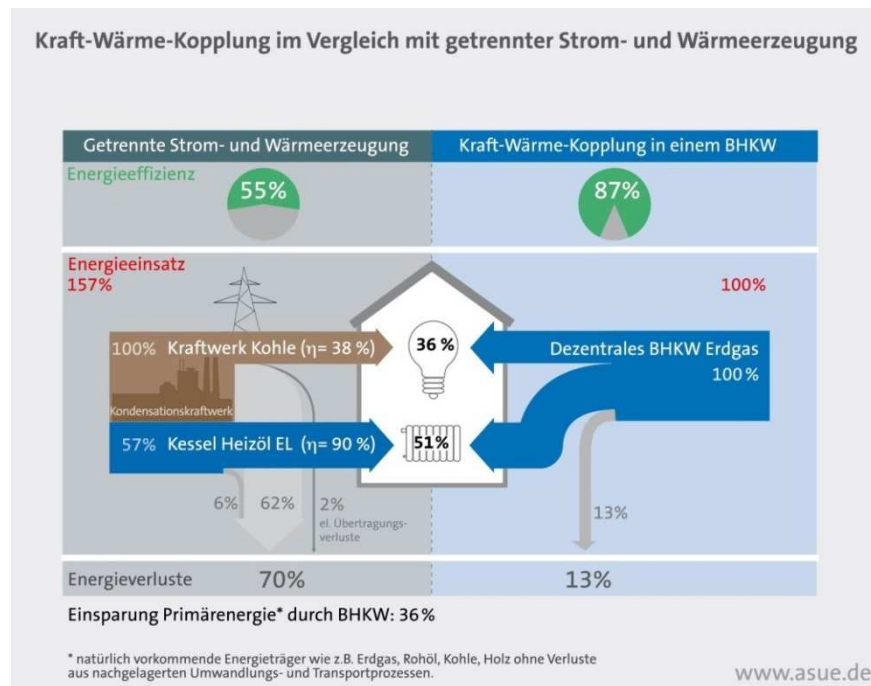 Kraft-Wärme-Kopplung im Vergleich mit getrennter Strom- und Wärmeerzeugung
Getrennte Strom- und Wärmeerzeugung
Kraft-Wärme-Kopplung in einem BHKW
Energieeffizienz
55%
87%
Energieeinsatz
157%
100%
100% Kraftwerk Kohle (η= 38 %)
36 %
Dezentrales BHKW Erdgas
100 %
Kondensationskraftwerk
57% Kessel Heizöl EL (η= 90 %)
51%
6%
62%
2%
el. Übertragungs-
verluste
13%
Energieverluste
70%
13%
Einsparung Primärenergie* durch BHKW: 36 %
* natürlich vorkommende Energieträger wie z.B. Erdgas, Rohöl, Kohle, Holz ohne Verluste
aus nachgelagerten Umwandlungs- und Transportprozessen.
www.asue.de